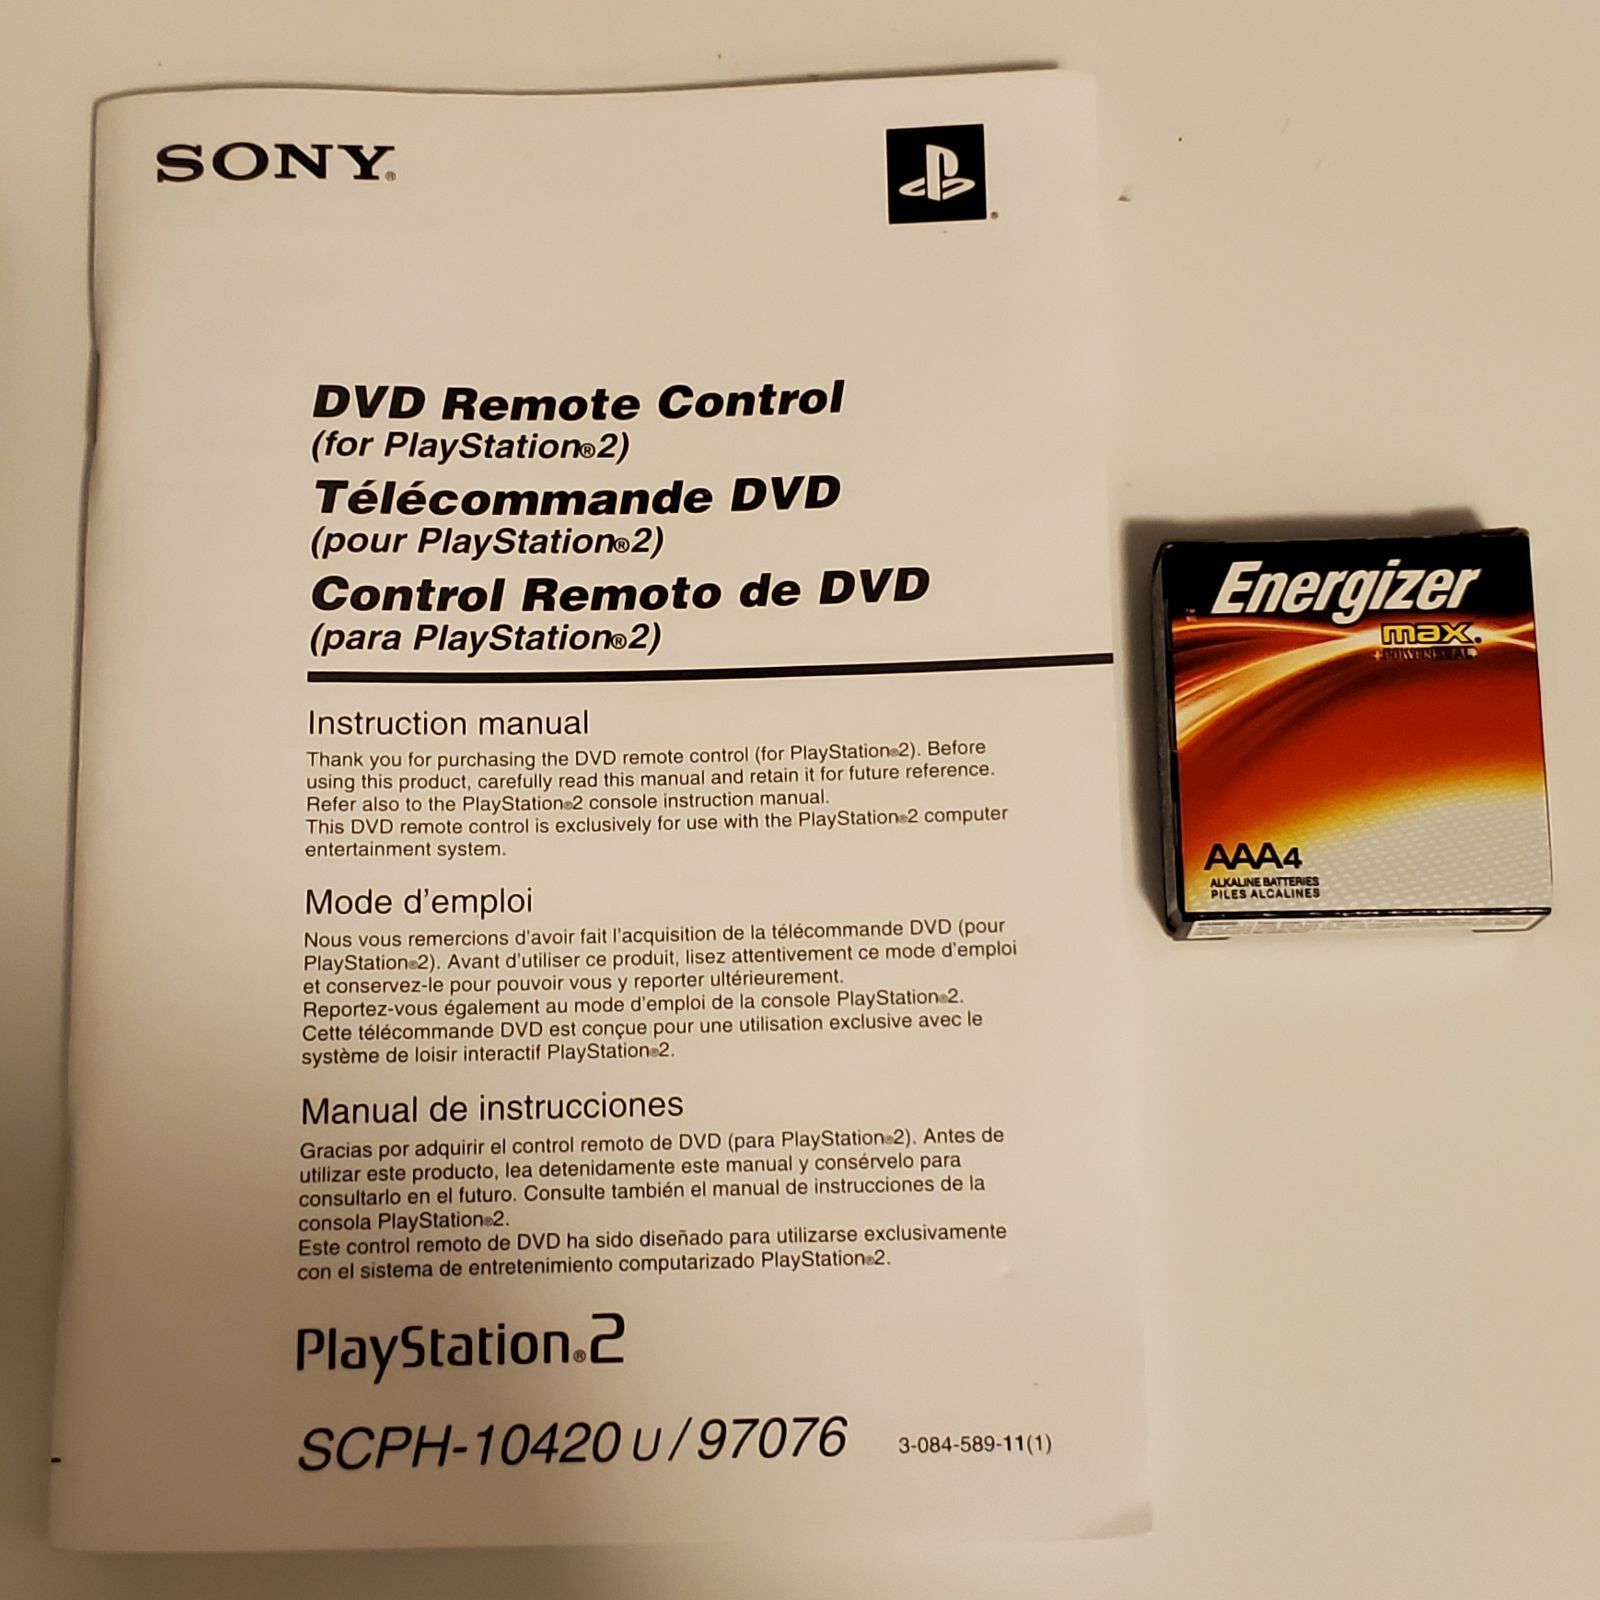 SONY®
DVD Remote Control
(for PlayStation®2)
Télécommande DVD
(pour PlayStation®2)
Control Remoto de DVD
(para PlayStation®2)
Instruction manual
Thank you for purchasing the DVD remote control (for PlayStation®2). Before
using this product, carefully read this manual and retain it for future reference.
Refer also to the PlayStation®2 console instruction manual.
This DVD remote control is exclusively for use with the PlayStation®2 computer
entertainment system.
Mode d'emploi
Nous vous remercions d'avoir fait l'acquisition de la télécommande DVD (pour
PlayStation®2). Avant d'utiliser ce produit, lisez attentivement ce mode d'emploi
et conservez-le pour pouvoir vous y reporter ultérieurement.
Reportez-vous également au mode d'emploi de la console PlayStation®2.
Cette télécommande DVD est conçue pour une utilisation exclusive avec le
système de loisir interactif PlayStation®2.
Manual de instrucciones
Gracias por adquirir el control remoto de DVD (para PlayStation®2). Antes de
utilizar este producto, lea detenidamente este manual y consérvelo para
consultarlo en el futuro. Consulte también el manual de instrucciones de la
consola PlayStation®2.
Este control remoto de DVD ha sido diseñado para utilizarse exclusivamente
con el sistema de entretenimiento computarizado PlayStation®2.
PlayStation®2
SCPH-10420 U / 97076
3-084-589-11(1)
Energizer
max®
POWERSEAL
AAA4
ALKALINE BATTERIES
PILES ALCALINES